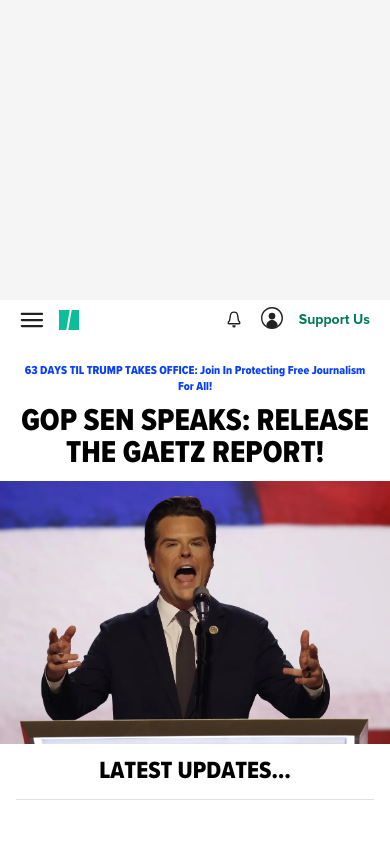 Support Us
63 DAYS TIL TRUMP TAKES OFFICE: Join In Protecting Free Journalism
For All!
GOP SEN SPEAKS: RELEASE
THE GAETZ REPORT!
LATEST UPDATES...